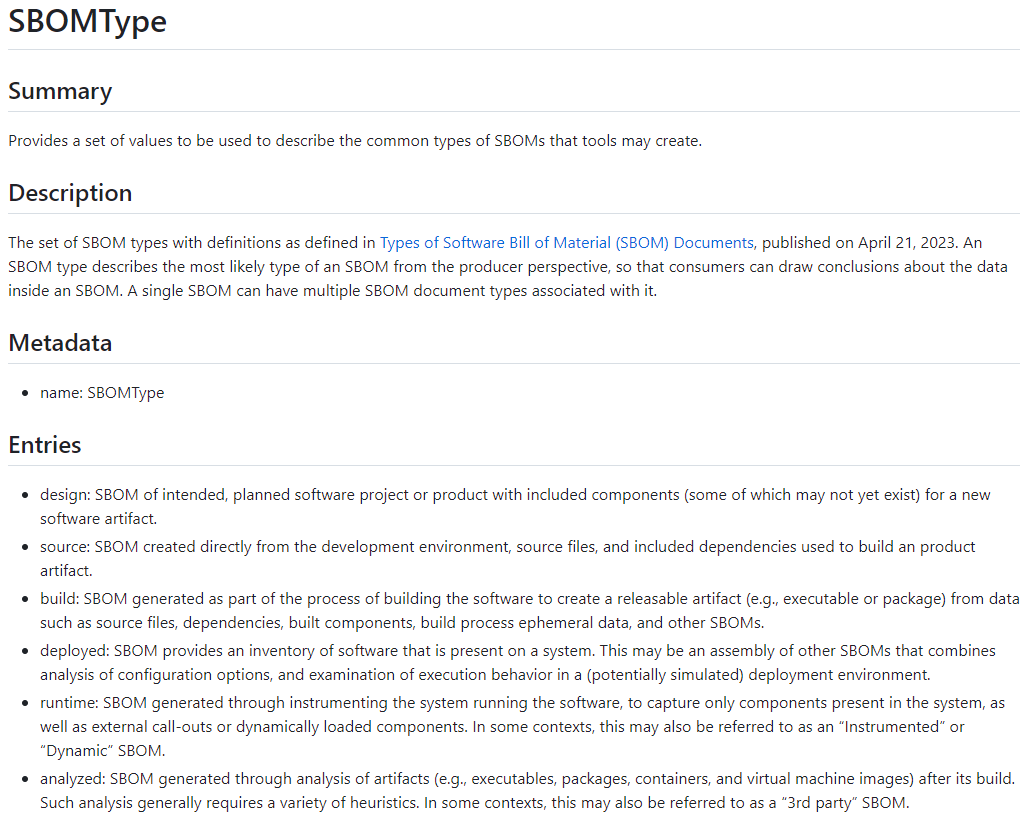 SBOMType
Summary
Provides a set of values to be used to describe the common types of SBOMs that tools may create.
Description
The set of SBOM types with definitions as defined in Types of Software Bill of Material (SBOM) Documents, published on April 21, 2023. An
SBOM type describes the most likely type of an SBOM from the producer perspective, so that consumers can draw conclusions about the data
inside an SBOM. A single SBOM can have multiple SBOM document types associated with it.
Metadata
• name: SBOMType
Entries
• design: SBOM of intended, planned software project or product with included components (some of which may not yet exist) for a new
software artifact.
• source: SBOM created directly from the development environment, source files, and included dependencies used to build an product
artifact.
• build: SBOM generated as part of the process of building the software to create a releasable artifact (e.g., executable or package) from data
such as source files, dependencies, built components, build process ephemeral data, and other SBOMs.
• deployed: SBOM provides an inventory of software that is present on a system. This may be an assembly of other SBOMs that combines
analysis of configuration options, and examination of execution behavior in a (potentially simulated) deployment environment.
• runtime: SBOM generated through instrumenting the system running the software, to capture only components present in the system, as
well as external call-outs or dynamically loaded components. In some contexts, this may also be referred to as an “Instrumented” or
“Dynamic” SBOM.
• analyzed: SBOM generated through analysis of artifacts (e.g., executables, packages, containers, and virtual machine images) after its build.
Such analysis generally requires a variety of heuristics. In some contexts, this may also be referred to as a “3rd party” SBOM.